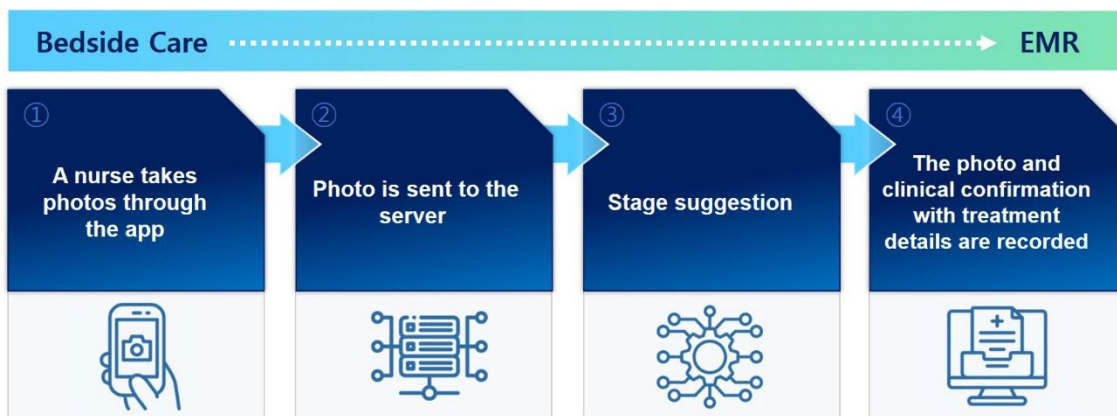 Bedside Care
EMR
①
A nurse takes
photos through
the app
②
Photo is sent to the
server
③
Stage suggestion
④
The photo and
clinical confirmation
with treatment
details are recorded